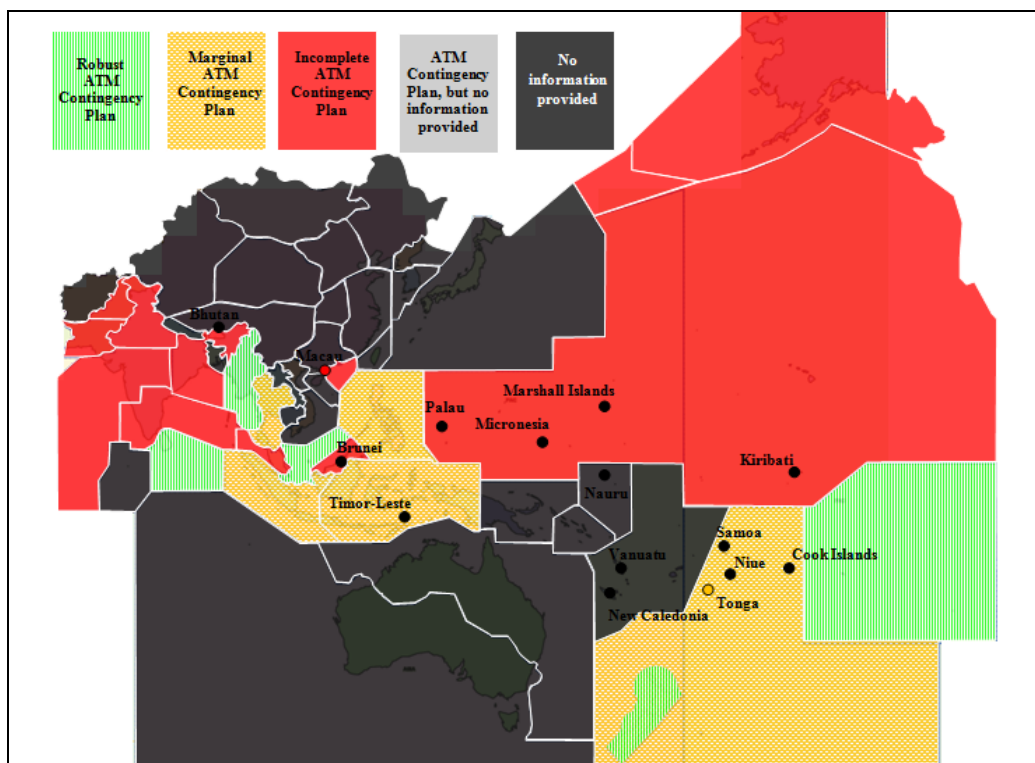 Robust
ATM
Contingency
Plan
Marginal
ATM
Contingency
Plan
Incomplete
ATM
Contingency
Plan
ATM
Contingency
Plan, but no
information
provided
No
information
provided
Bhutan
Macau
Marshall Islands
Palau
Micronesia
Brunei
Kiribati
Nauru
Timor-Leste
Samoa
Vanuatu
Niue
Cook Islands
Tonga
New Caledonia